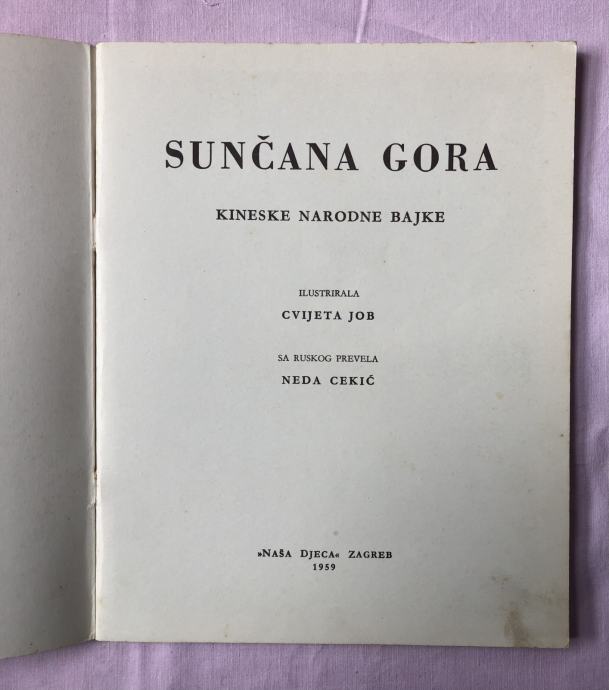 SUNČANA GORA
KINESKE NARODNE BAJKE
ILUSTRIRALA
CVIJETA JOB
SA RUSKOG PREVELA
NEDA CEKIĆ
»NAŠA DJECA« ZAGREB
1959